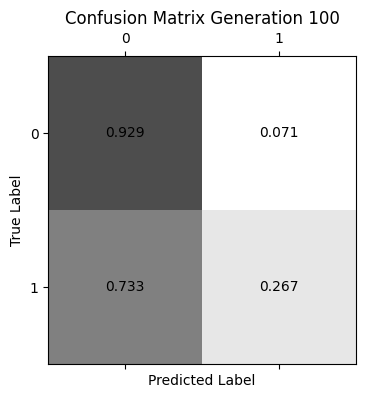 Confusion Matrix Generation 100
0 1
0 0.929 0.071
True Label
1 0.733 0.267
Predicted Label